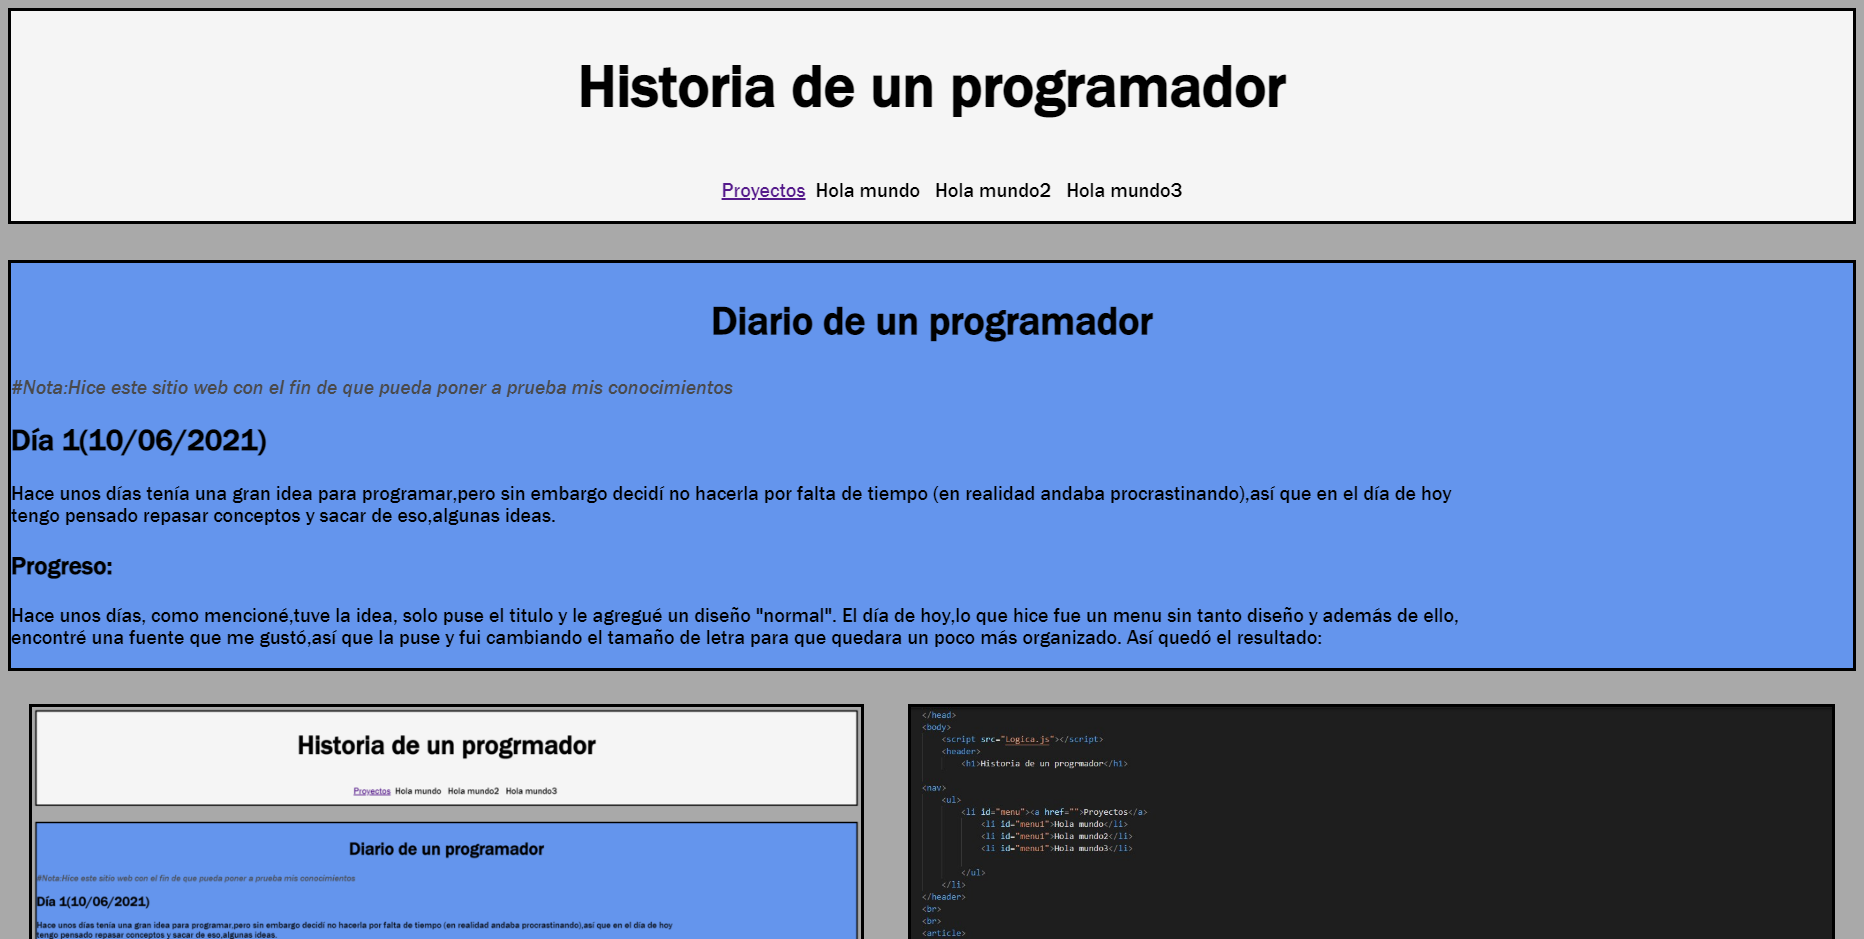 Historia de un programador
Proyectos Hola mundo Hola mundo2 Hola mundo3
Diario de un programador
#Nota:Hice este sitio web con el fin de que pueda poner a prueba mis conocimientos
Día 1(10/06/2021)
Hace unos días tenía una gran idea para programar,pero sin embargo decidí no hacerla por falta de tiempo (en realidad andaba procrastinando),así que en el día de hoy
tengo pensado repasar conceptos y sacar de eso,algunas ideas.
Progreso:
Hace unos días, como mencioné,tuve la idea, solo puse el titulo y le agregué un diseño "normal". El día de hoy,lo que hice fue un menu sin tanto diseño y además de ello,
encontré una fuente que me gustó,así que la puse y fui cambiando el tamaño de letra para que quedara un poco más organizado. Así quedó el resultado:
Historia de un progrmador
Proyectos Hola mundo Hola mundo2 Hola mundo3
Diario de un programador
#Nota:Hice este sitio web con el fin de que pueda poner a prueba mis conocimientos
Día 1(10/06/2021)
Hace unos días tenía una gran idea para programar,pero sin embargo decidí no hacerla por falta de tiempo (en realidad andaba procrastinando),así que en el día de hoy
tengo pensado repasar conceptos y sacar de eso,algunas ideas.
</head>
<body>
<script src="Logica.js"></script>
<header>
<h1>Historia de un progrmador</h1>
<nav>
<ul>
<li id="menu"><a href="">Proyectos</a>
<li id="menu1">Hola mundo</li>
<li id="menu1">Hola mundo2</li>
<li id="menu1">Hola mundo3</li>
</ul>
</li>
</header>
<br>
<br>
<article>